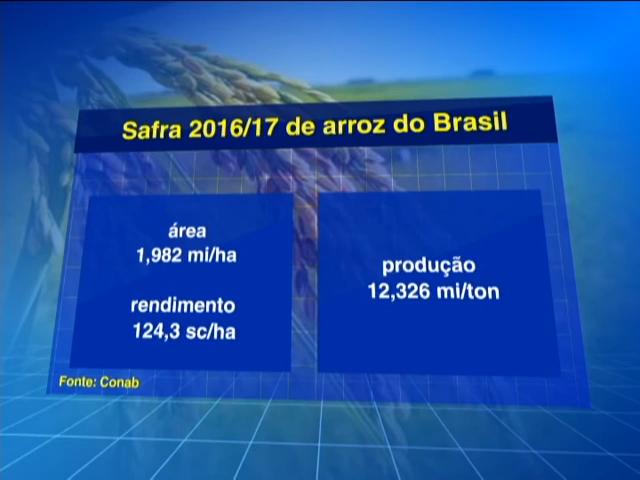 Safra 2016/17 de arroz do Brasil
área
1,982 mi/ha
rendimento
124,3 sc/ha
produção
12,326 mi/ton
Fonte: Conab